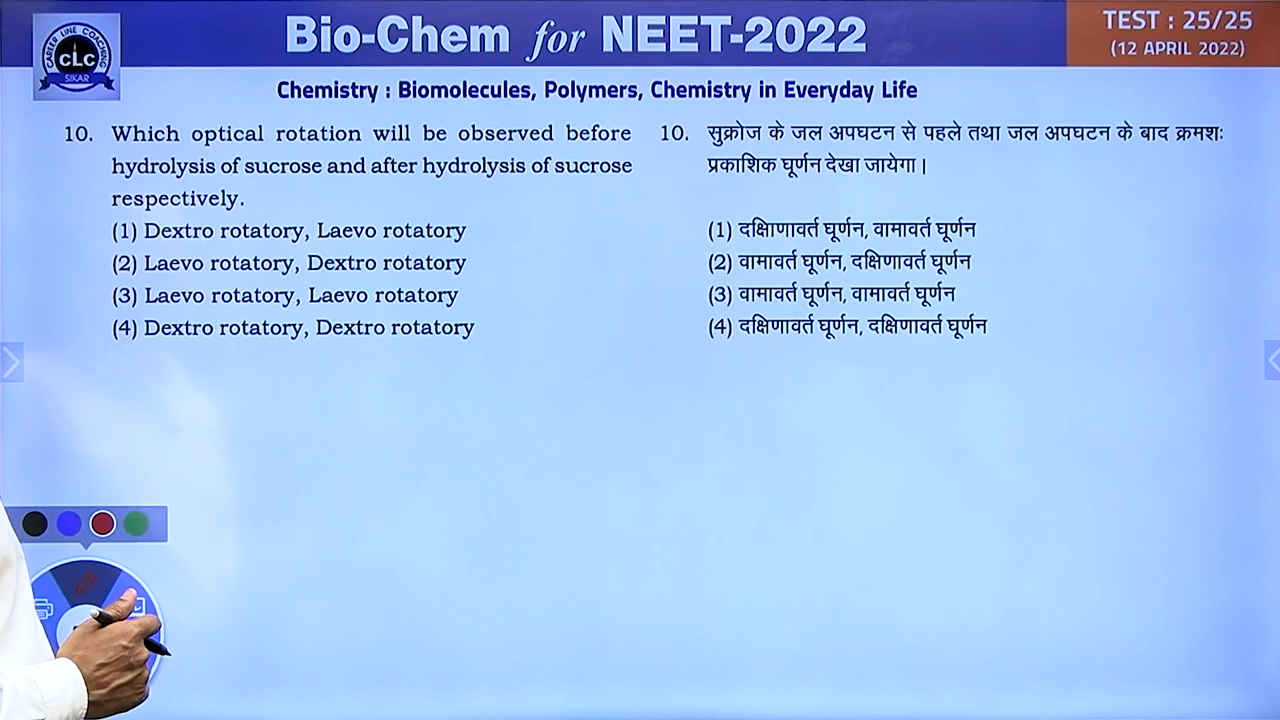 CAREER LINE COACHING
CLC
SIKAR
Bio-Chem for NEET-2022
TEST : 25/25
(12 APRIL 2022)
Chemistry : Biomolecules, Polymers, Chemistry in Everyday Life
10. Which optical rotation will be observed before
hydrolysis of sucrose and after hydrolysis of sucrose
respectively.
(1) Dextro rotatory, Laevo rotatory
(2) Laevo rotatory, Dextro rotatory
(3) Laevo rotatory, Laevo rotatory
(4) Dextro rotatory, Dextro rotatory
10. सुक्रोज के जल अपघटन से पहले तथा जल अपघटन के बाद क्रमशः
प्रकाशिक घूर्णन देखा जायेगा।
(1) दक्षिाणावर्त घूर्णन, वामावर्त घूर्णन
(2) वामावर्त घूर्णन, दक्षिणावर्त घूर्णन
(3) वामावर्त घूर्णन, वामावर्त घूर्णन
(4) दक्षिणावर्त घूर्णन, दक्षिणावर्त घूर्णन